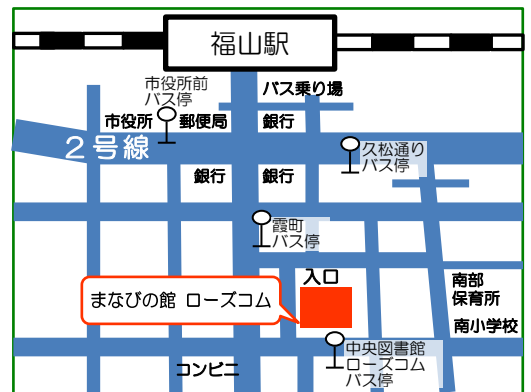 福山駅
市役所前
バス停
バス乗り場
市役所
郵便局
銀行
２号線
久松通り
バス停
銀行
銀行
霞町
バス停
入口
南部
保育所
まなびの館 ローズコム
南小学校
中央図書館
ローズコム
バス停
コンビニ